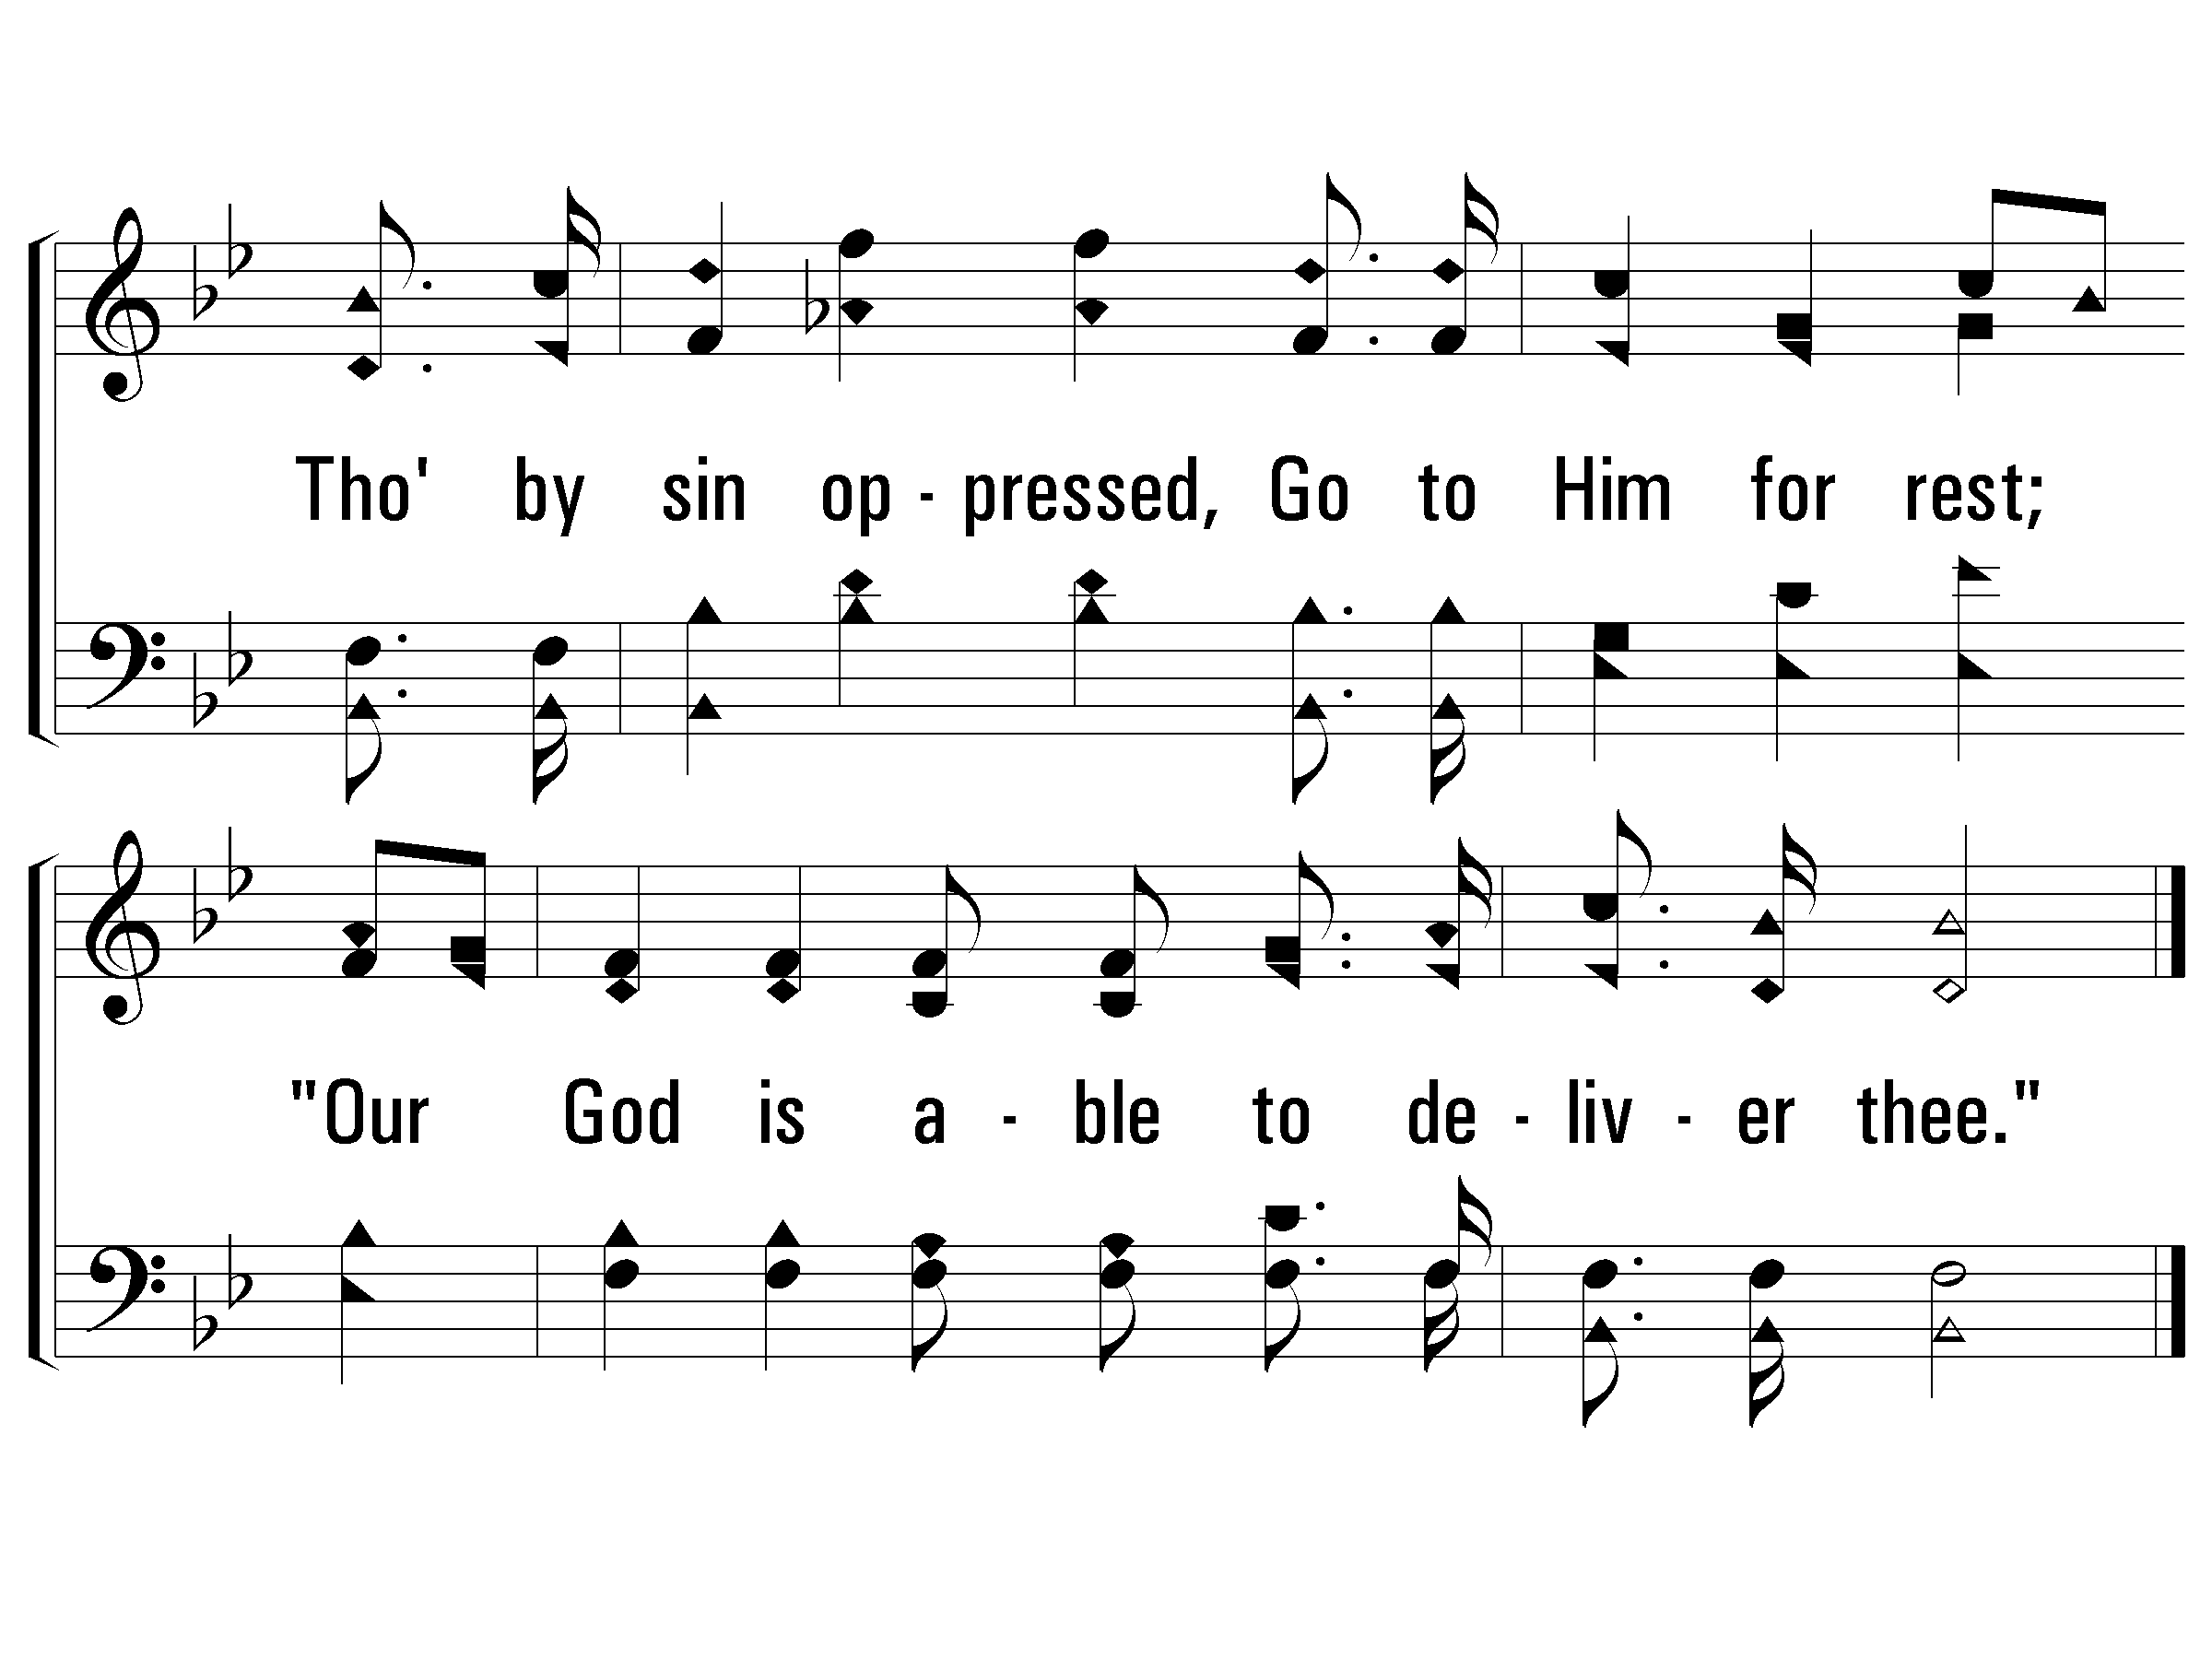 Tho' by sin op - pressed, Go to Him for rest;
"Our God is a - ble to de - liv - er thee."